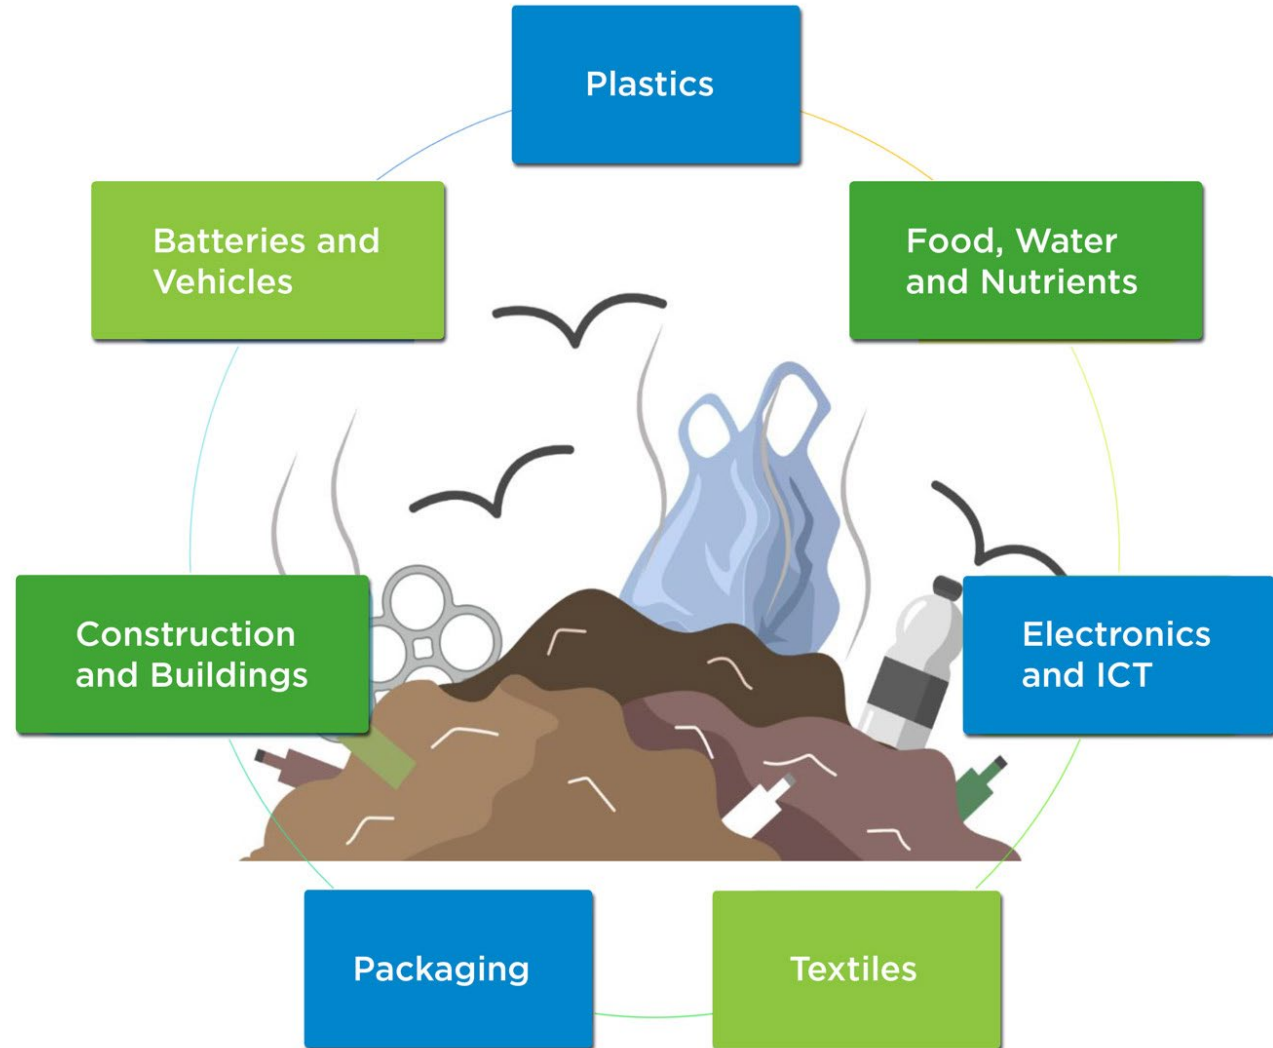 Plastics
Food, Water
and Nutrients
Electronics
and ICT
Textiles
Packaging
Construction
and Buildings
Batteries and
Vehicles